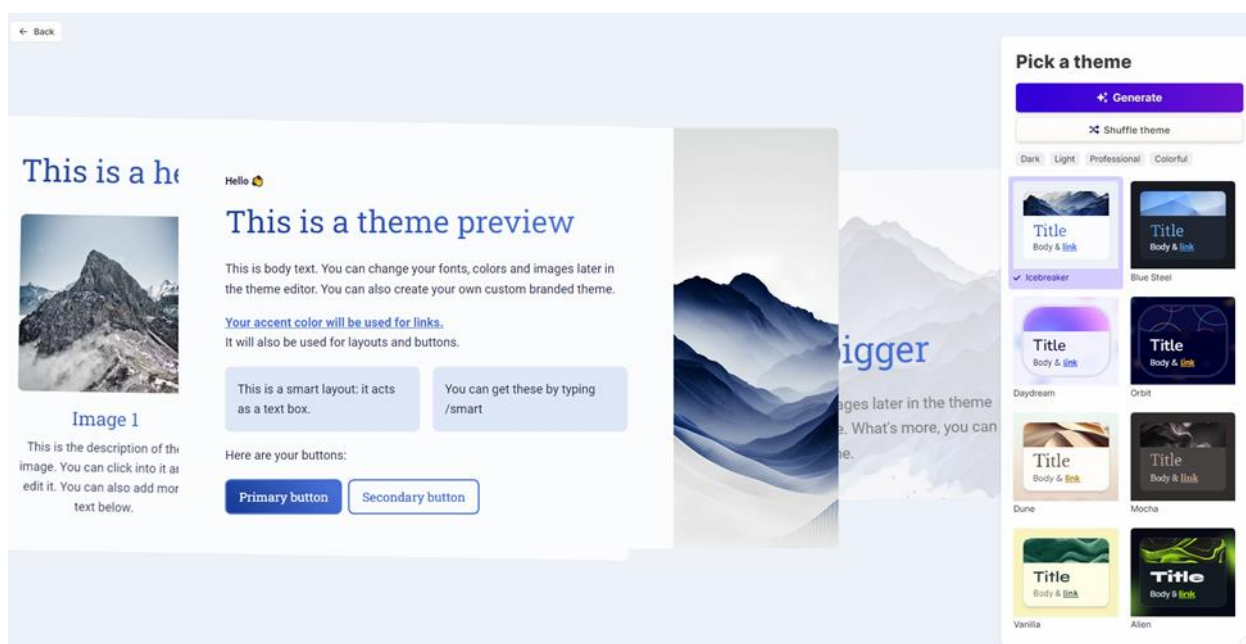 ← Back
This is a he
Image 1
This is the description of the
image. You can click into it an
edit it. You can also add mor
text below.
Hello
This is a theme preview
This is body text. You can change your fonts, colors and images later in
the theme editor. You can also create your own custom branded theme.
Your accent color will be used for links.
It will also be used for layouts and buttons.
This is a smart layout: it acts
as a text box.
You can get these by typing
/smart
Here are your buttons:
Primary button
Secondary button
igger
ages later in the theme
e. What's more, you can
ne.
Pick a theme
Generate
Shuffle theme
Dark Light Professional Colorful
Title
Body & link
Icebreaker
Title
Body & link
Blue Steel
Title
Body & link
Daydream
Title
Body & link
Orbit
Title
Body & link
Dune
Title
Body & link
Mocha
Title
Body & link
Vanilla
Title
Body & link
Alien